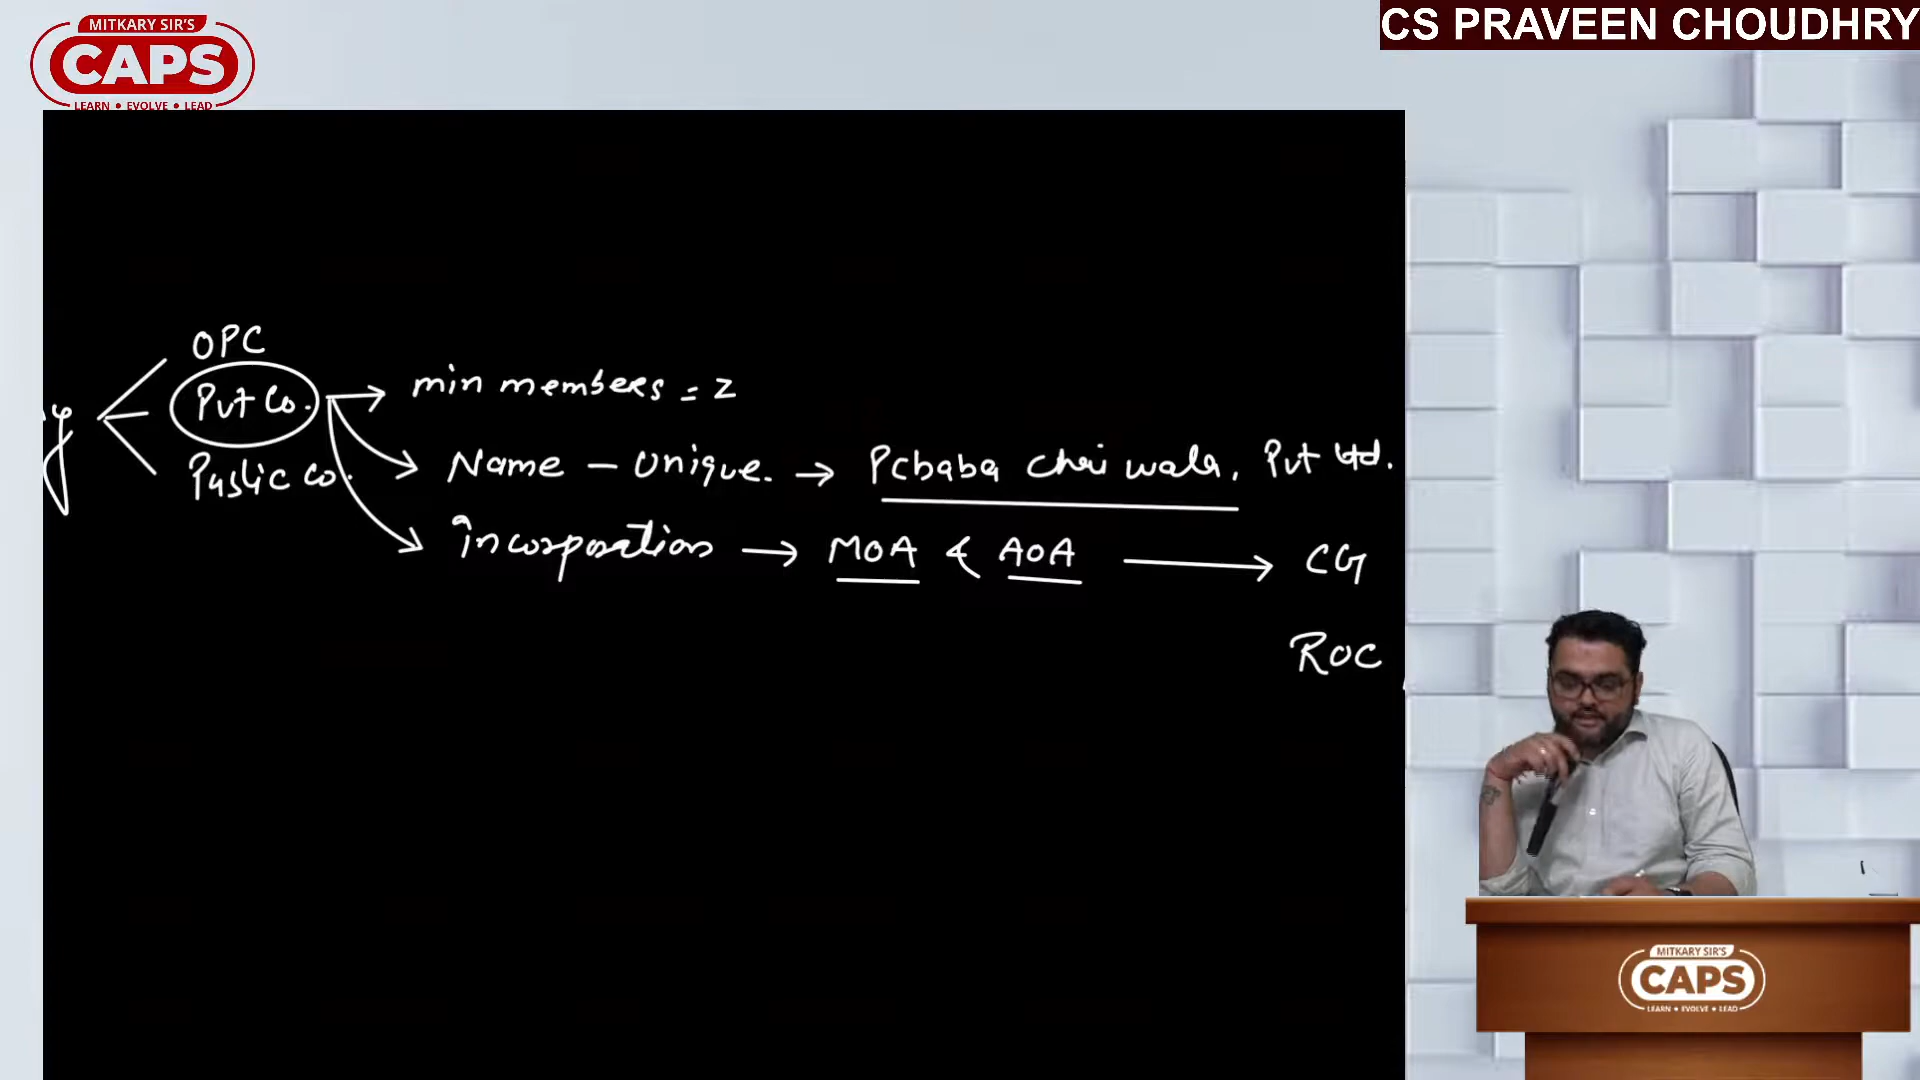 MITKARY SIR'S
CAPS
LEARN • EVOLVE • LEAD
CS PRAVEEN CHOUDHRY
OPC
Pvt Co. → min members = 2
Public Co.
Name – Unique. → Pcbaba Chai wala, Pvt Ltd.
Incorporation → MOA & AOA → CG
ROC
MITKARY SIR'S
CAPS
LEARN • EVOLVE • LEAD